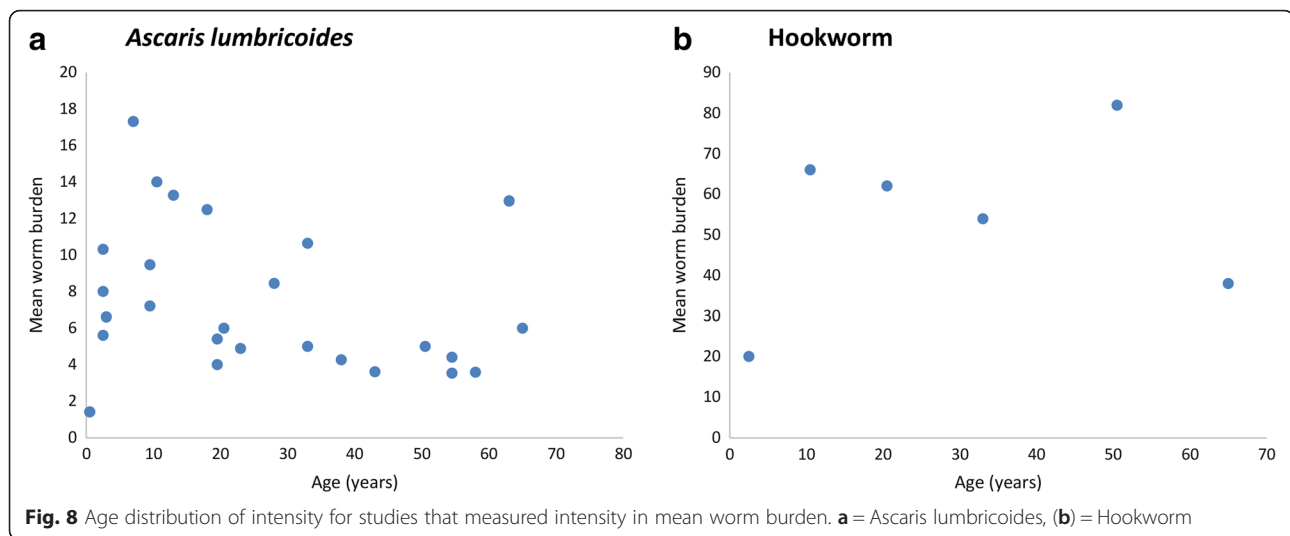 a Ascaris lumbricoides
20
18
16
14
12
10
8
6
4
2
0
Mean worm burden
0 10 20 30 40 50 60 70 80
Age (years)
b Hookworm
90
80
70
60
50
40
30
20
10
0
Mean worm burden
0 10 20 30 40 50 60 70
Age (years)
Fig. 8 Age distribution of intensity for studies that measured intensity in mean worm burden. a = Ascaris lumbricoides, (b) = Hookworm